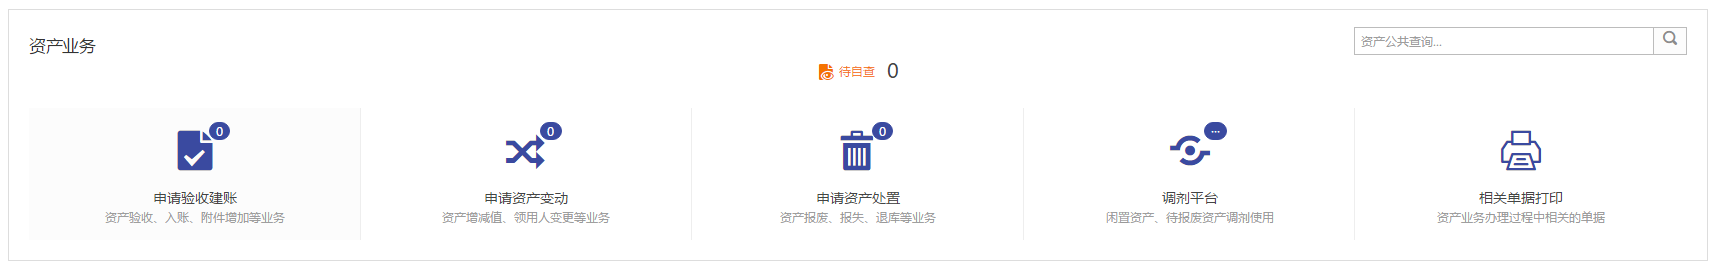 资产业务
资产公共查询...
待自查 0
0
申请验收建账
资产验收、入账、附件增加等业务
0
申请资产变动
资产增减值、领用人变更等业务
0
申请资产处置
资产报废、报失、退库等业务
...
调剂平台
闲置资产、待报废资产调剂使用
相关单据打印
资产业务办理过程中相关的单据